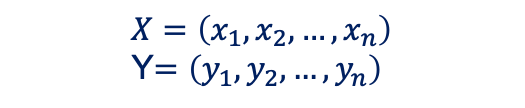 X = (x₁, x₂, …, xₙ)
Y= (y₁, y₂, …, yₙ)